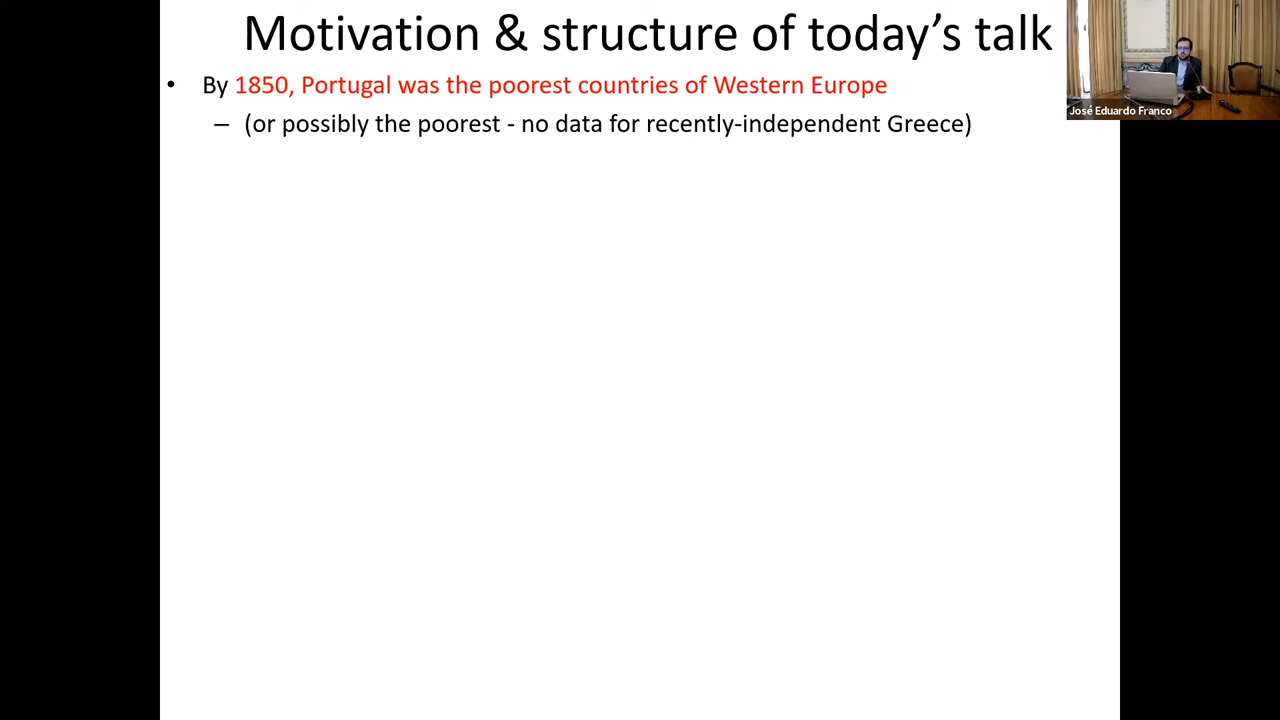 Motivation & structure of today’s talk
• By 1850, Portugal was the poorest countries of Western Europe
– (or possibly the poorest - no data for recently-independent Greece)
José Eduardo Franco